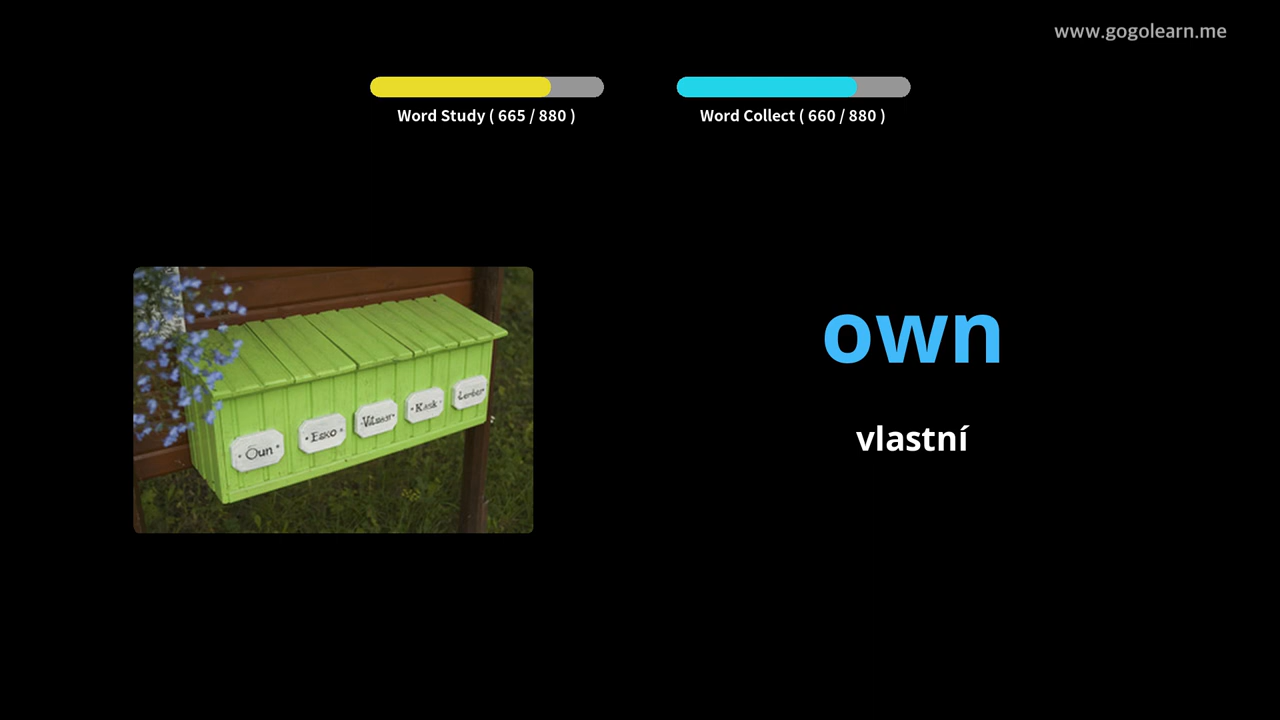 www.gogolearn.me
Word Study ( 665 / 880 )
Word Collect ( 660 / 880 )
own
vlastní
Oun
Esko
Kask